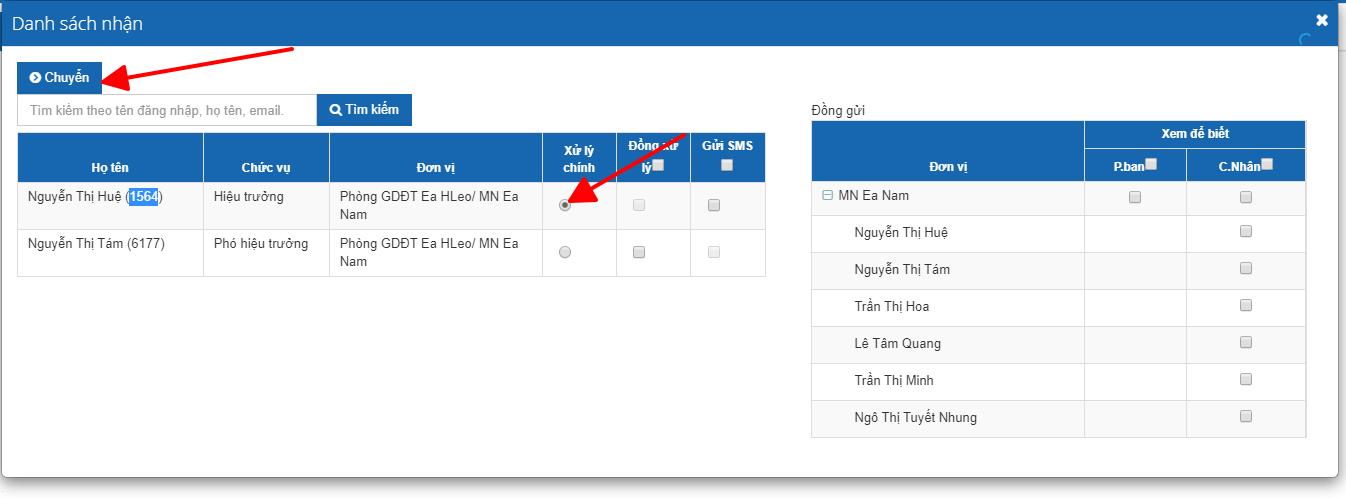 Danh sách nhận
Chuyển
Tìm kiếm theo tên đăng nhập, họ tên, email.
Tìm kiếm
Họ tên
Chức vụ
Đơn vị
Xử lý
chính
Đồng xử
lý
Gửi SMS
Nguyễn Thị Huệ (1564)
Hiệu trưởng
Phòng GDĐT Ea HLeo/ MN Ea
Nam
Nguyễn Thị Tám (6177)
Phó hiệu trưởng
Phòng GDĐT Ea HLeo/ MN Ea
Nam
Đồng gửi
Đơn vị
Xem để biết
P.ban
C.Nhân
MN Ea Nam
Nguyễn Thị Huệ
Nguyễn Thị Tám
Trần Thị Hoa
Lê Tâm Quang
Trần Thị Minh
Ngô Thị Tuyết Nhung